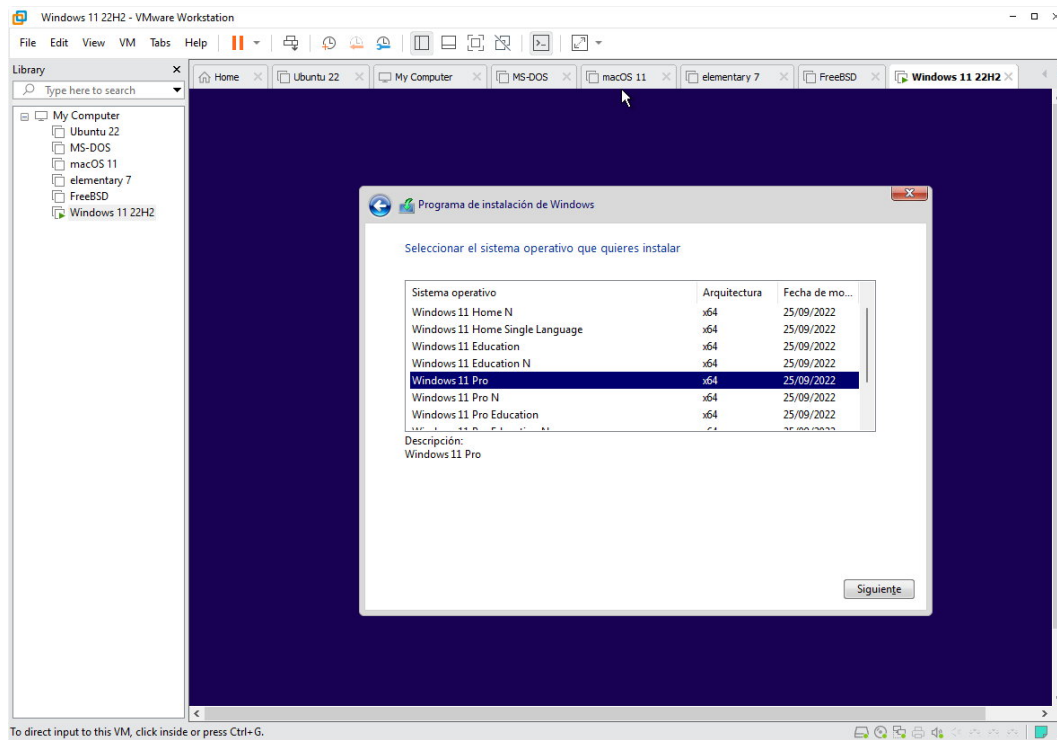 Windows 11 22H2 - VMware Workstation
File Edit View VM Tabs Help
Library
Type here to search
My Computer
Ubuntu 22
MS-DOS
macOS 11
elementary 7
FreeBSD
Windows 11 22H2
Home Ubuntu 22 My Computer MS-DOS macOS 11 elementary 7 FreeBSD Windows 11 22H2
Programa de instalación de Windows
Seleccionar el sistema operativo que quieres instalar
Sistema operativo Arquitectura Fecha de mo...
Windows 11 Home N x64 25/09/2022
Windows 11 Home Single Language x64 25/09/2022
Windows 11 Education x64 25/09/2022
Windows 11 Education N x64 25/09/2022
Windows 11 Pro x64 25/09/2022
Windows 11 Pro N x64 25/09/2022
Windows 11 Pro Education x64 25/09/2022
Descripción:
Windows 11 Pro
Siguiente
To direct input to this VM, click inside or press Ctrl+G.